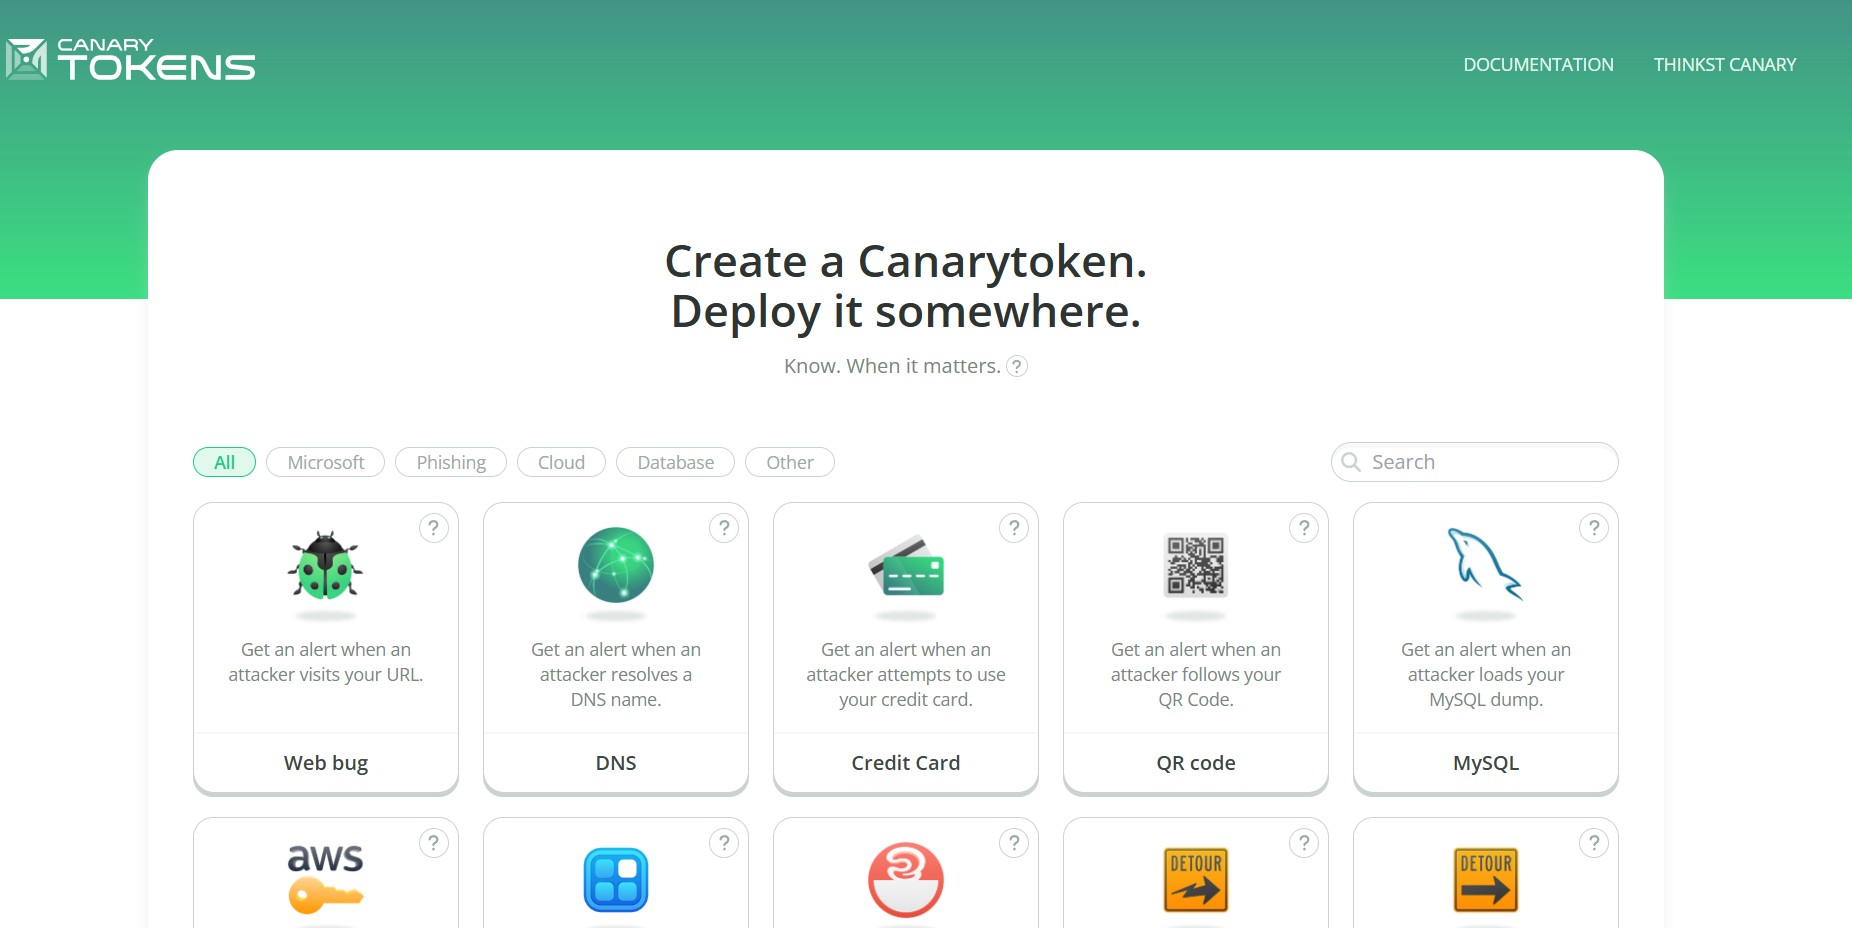 CANARY
TOKENS
DOCUMENTATION
THINKST CANARY
Create a Canarytoken.
Deploy it somewhere.
Know. When it matters. ?
All
Microsoft
Phishing
Cloud
Database
Other
Search
?
Get an alert when an
attacker visits your URL.
Web bug
?
Get an alert when an
attacker resolves a
DNS name.
DNS
?
Get an alert when an
attacker attempts to use
your credit card.
Credit Card
?
Get an alert when an
attacker follows your
QR Code.
QR code
?
Get an alert when an
attacker loads your
MySQL dump.
MySQL
?
aws
?
?
?
DETOUR
?
DETOUR